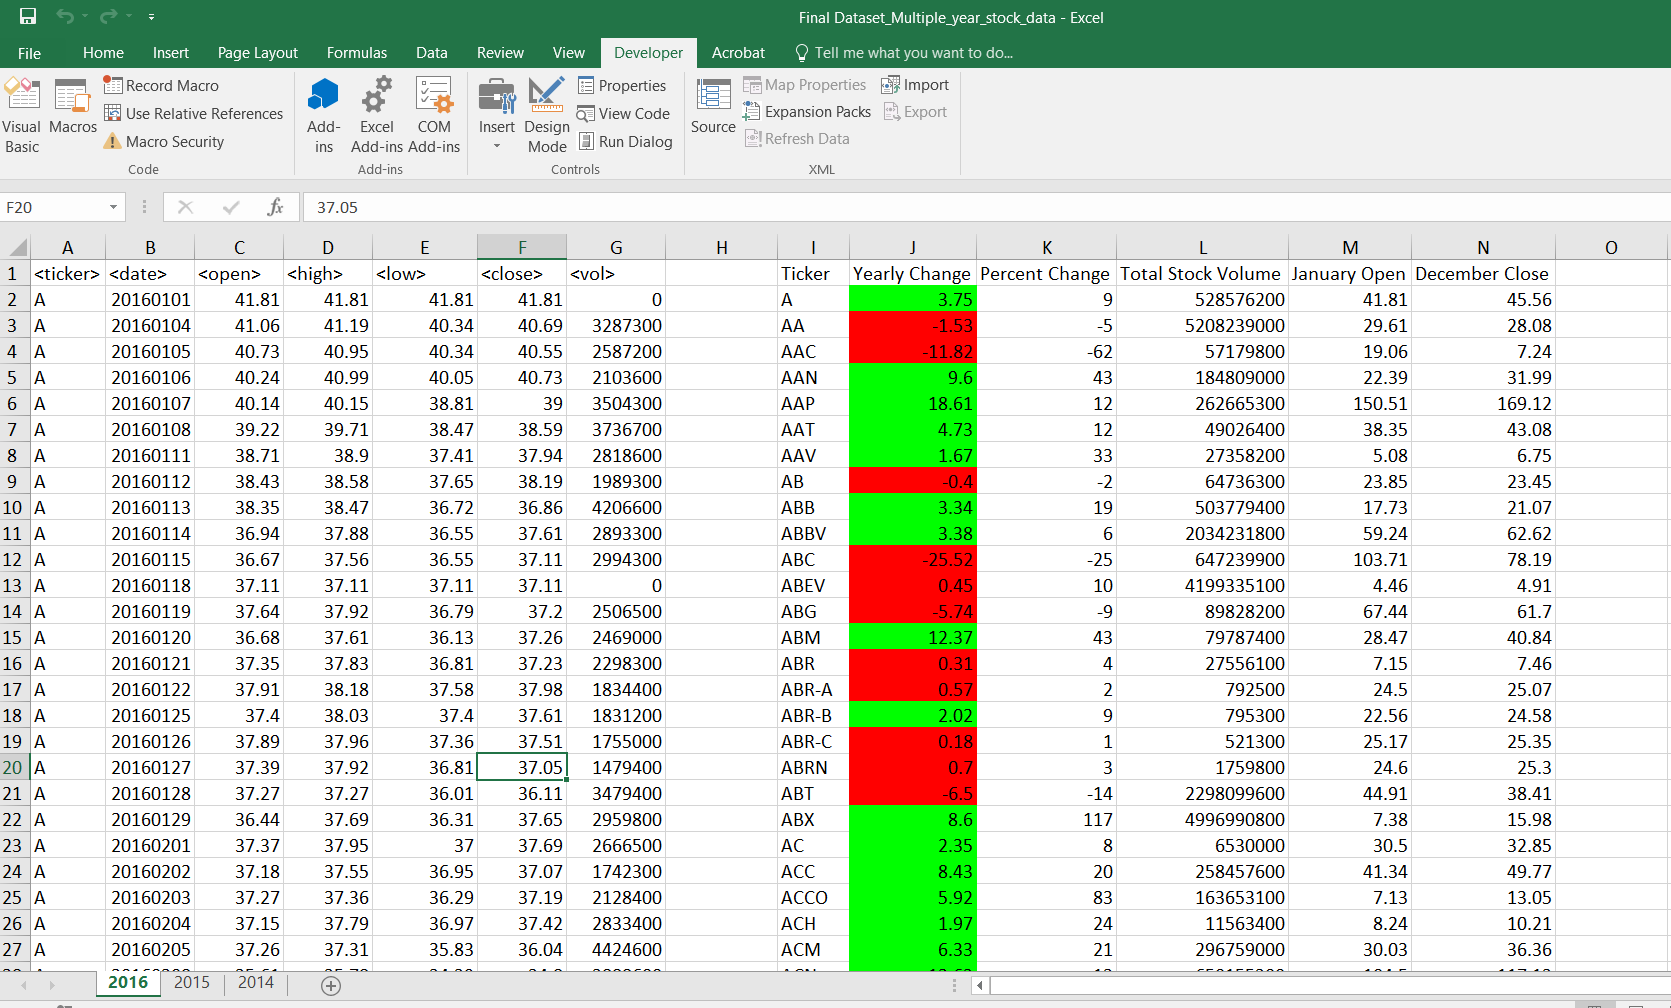 Final Dataset_Multiple_year_stock_data - Excel
File Home Insert Page Layout Formulas Data Review View Developer Acrobat Tell me what you want to do...
Visual Basic
Macros
Record Macro
Use Relative References
Macro Security
Code
Add-ins
Excel Add-ins
COM Add-ins
Add-ins
Insert
Design Mode
Properties
View Code
Run Dialog
Controls
Source
Map Properties
Expansion Packs
Refresh Data
Import
Export
XML
F20 fx 37.05
A B C D E F G H I J K L M N O
1 <ticker> <date> <open> <high> <low> <close> <vol> Ticker Yearly Change Percent Change Total Stock Volume January Open December Close
2 A 20160101 41.81 41.81 41.81 41.81 0 A 3.75 9 528576200 41.81 45.56
3 A 20160104 41.06 41.19 40.34 40.69 3287300 AA -1.53 -5 5208239000 29.61 28.08
4 A 20160105 40.73 40.95 40.34 40.55 2587200 AAC -11.82 -62 57179800 19.06 7.24
5 A 20160106 40.24 40.99 40.05 40.73 2103600 AAN 9.6 43 184809000 22.39 31.99
6 A 20160107 40.14 40.15 38.81 39 3504300 AAP 18.61 12 262665300 150.51 169.12
7 A 20160108 39.22 39.71 38.47 38.59 3736700 AAT 4.73 12 49026400 38.35 43.08
8 A 20160111 38.71 38.9 37.41 37.94 2818600 AAV 1.67 33 27358200 5.08 6.75
9 A 20160112 38.43 38.58 37.65 38.19 1989300 AB -0.4 -2 64736300 23.85 23.45
10 A 20160113 38.35 38.47 36.72 36.86 4206600 ABB 3.34 19 503779400 17.73 21.07
11 A 20160114 36.94 37.88 36.55 37.61 2893300 ABBV 3.38 6 2034231800 59.24 62.62
12 A 20160115 36.67 37.56 36.55 37.11 2994300 ABC -25.52 -25 647239900 103.71 78.19
13 A 20160118 37.11 37.11 37.11 37.11 0 ABEV 0.45 10 4199335100 4.46 4.91
14 A 20160119 37.64 37.92 36.79 37.2 2506500 ABG -5.74 -9 89828200 67.44 61.7
15 A 20160120 36.68 37.61 36.13 37.26 2469000 ABM 12.37 43 79787400 28.47 40.84
16 A 20160121 37.35 37.83 36.81 37.23 2298300 ABR 0.31 4 27556100 7.15 7.46
17 A 20160122 37.91 38.18 37.58 37.98 1834400 ABR-A 0.57 2 792500 24.5 25.07
18 A 20160125 37.4 38.03 37.4 37.61 1831200 ABR-B 2.02 9 795300 22.56 24.58
19 A 20160126 37.89 37.96 37.36 37.51 1755000 ABR-C 0.18 1 521300 25.17 25.35
20 A 20160127 37.39 37.92 36.81 37.05 1479400 ABRN 0.7 3 1759800 24.6 25.3
21 A 20160128 37.27 37.27 36.01 36.11 3479400 ABT -6.5 -14 2298099600 44.91 38.41
22 A 20160129 36.44 37.69 36.31 37.65 2959800 ABX 8.6 117 4996990800 7.38 15.98
23 A 20160201 37.37 37.95 37 37.69 2666500 AC 2.35 8 6530000 30.5 32.85
24 A 20160202 37.18 37.55 36.95 37.07 1742300 ACC 8.43 20 258457600 41.34 49.77
25 A 20160203 37.27 37.36 36.29 37.19 2128400 ACCO 5.92 83 163653100 7.13 13.05
26 A 20160204 37.15 37.79 36.97 37.42 2833400 ACH 1.97 24 11563400 8.24 10.21
27 A 20160205 37.26 37.31 35.83 36.04 4424600 ACM 6.33 21 296759000 30.03 36.36
2016 2015 2014